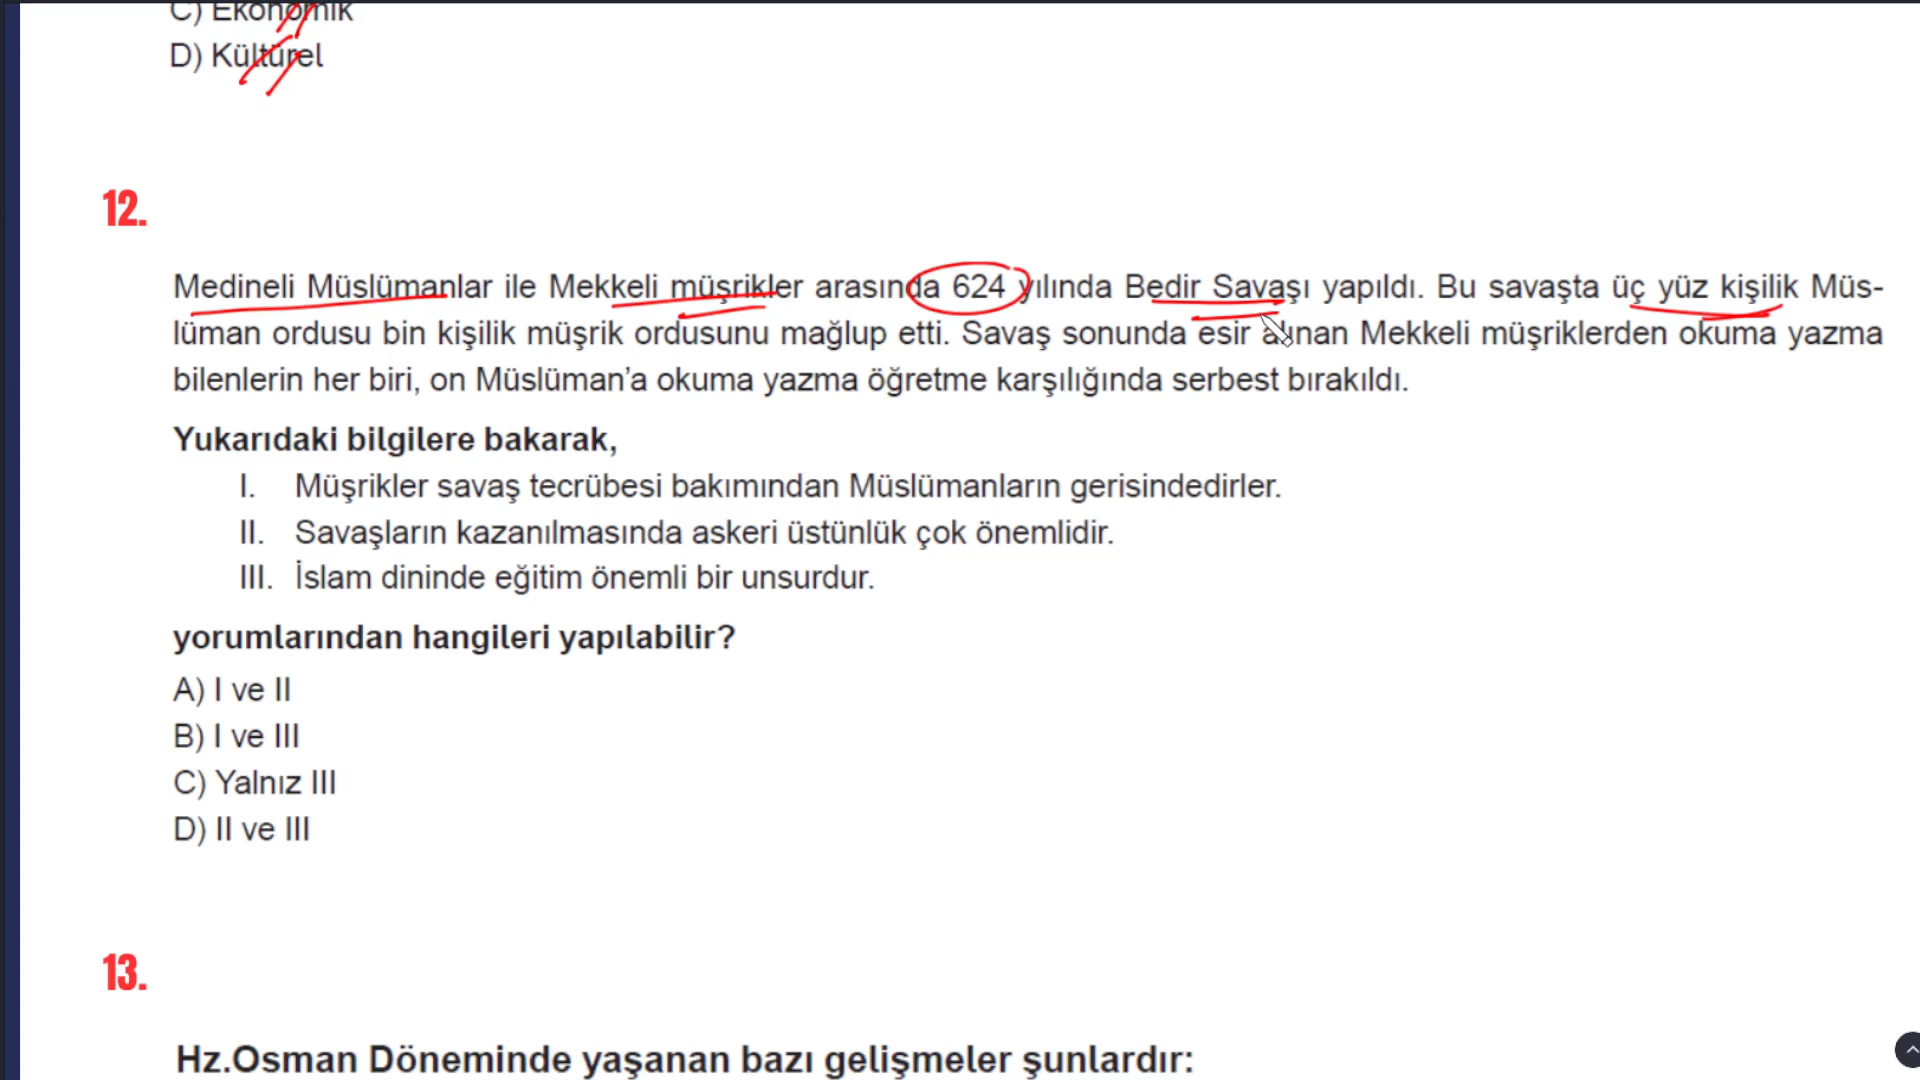 C) Ekonomik
D) Kültürel
12.
Medineli Müslümanlar ile Mekkeli müşrikler arasında 624 yılında Bedir Savaşı yapıldı. Bu savaşta üç yüz kişilik Müs-
lüman ordusu bin kişilik müşrik ordusunu mağlup etti. Savaş sonunda esir alınan Mekkeli müşriklerden okuma yazma
bilenlerin her biri, on Müslüman’a okuma yazma öğretme karşılığında serbest bırakıldı.
Yukarıdaki bilgilere bakarak,
I. Müşrikler savaş tecrübesi bakımından Müslümanların gerisindedirler.
II. Savaşların kazanılmasında askeri üstünlük çok önemlidir.
III. İslam dininde eğitim önemli bir unsurdur.
yorumlarından hangileri yapılabilir?
A) I ve II
B) I ve III
C) Yalnız III
D) II ve III
13.
Hz.Osman Döneminde yaşanan bazı gelişmeler şunlardır: